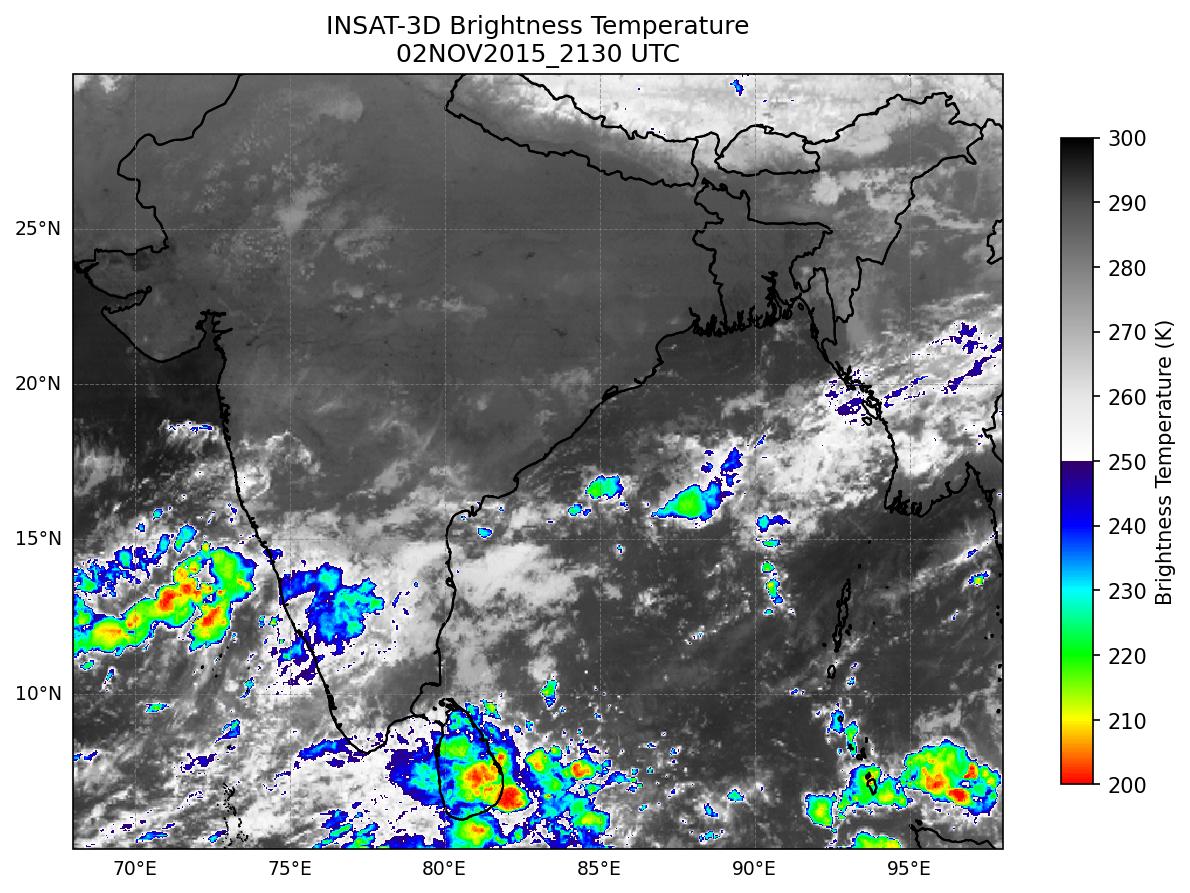 INSAT-3D Brightness Temperature
02NOV2015_2130 UTC
25°N
20°N
15°N
10°N
70°E
75°E
80°E
85°E
90°E
95°E
300
290
280
270
260
250
240
230
220
210
200
Brightness Temperature (K)